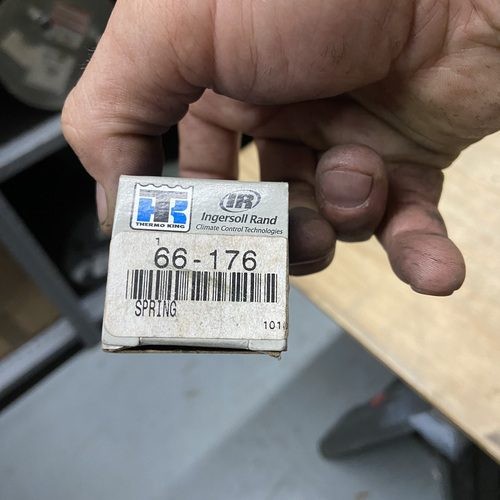 THERMO KING
IR
Ingersoll Rand
Climate Control Technologies
1
66-176
SPRING
101